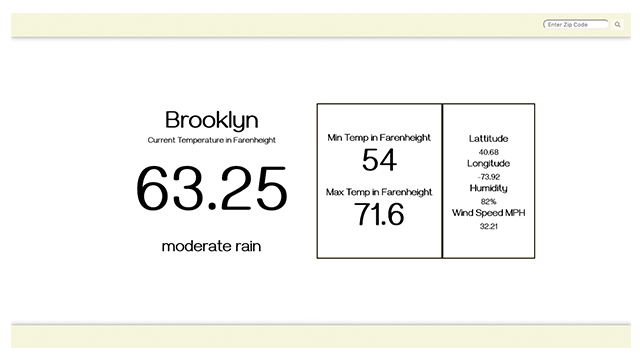 Enter Zip Code
Brooklyn
Current Temperature in Farenheight
63.25
moderate rain
Min Temp in Farenheight
54
Max Temp in Farenheight
71.6
Lattitude
40.68
Longitude
-73.92
Humidity
82%
Wind Speed MPH
32.21